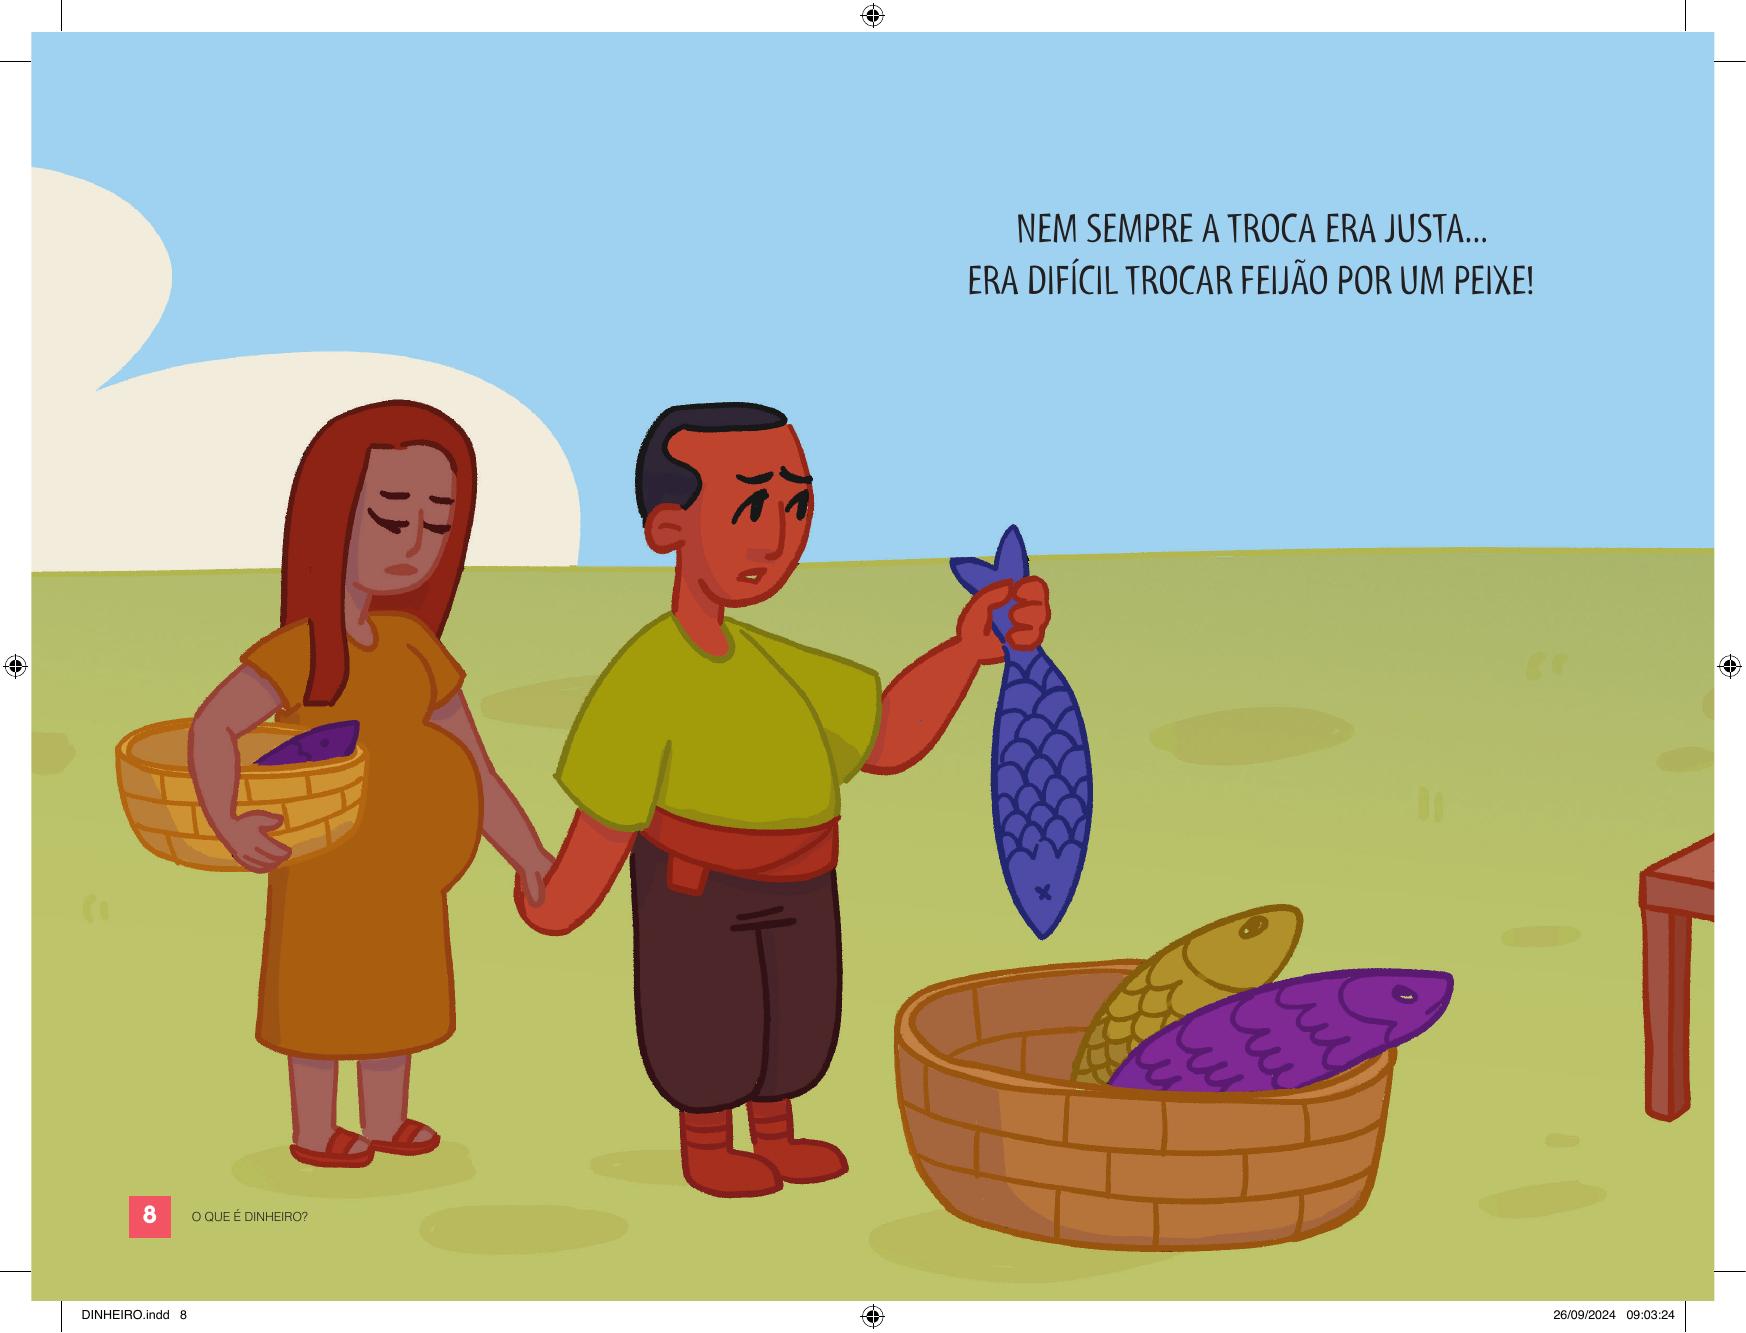 NEM SEMPRE A TROCA ERA JUSTA...
ERA DIFÍCIL TROCAR FEIJÃO POR UM PEIXE!
8 O QUE É DINHEIRO?
DINHEIRO.indd 8 26/09/2024 09:03:24